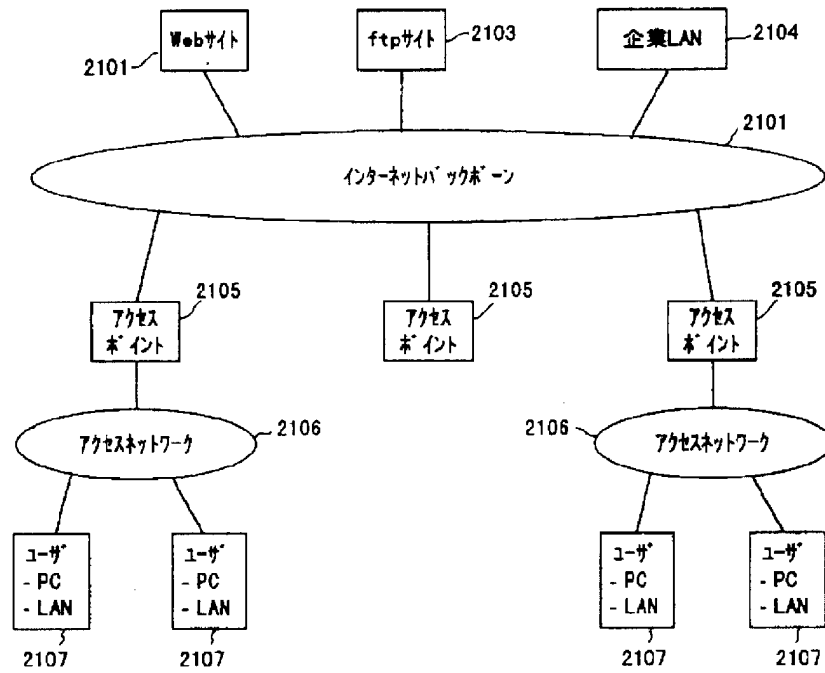 Webサイト
2101
ftpサイト
2103
企業LAN
2104
2101
インターネットバックボーン
2105
アクセス
ポイント
2105
アクセス
ポイント
2105
アクセス
ポイント
アクセスネットワーク
2106
2106
アクセスネットワーク
ユーザ
- PC
- LAN
2107
ユーザ
- PC
- LAN
2107
ユーザ
- PC
- LAN
2107
ユーザ
- PC
- LAN
2107